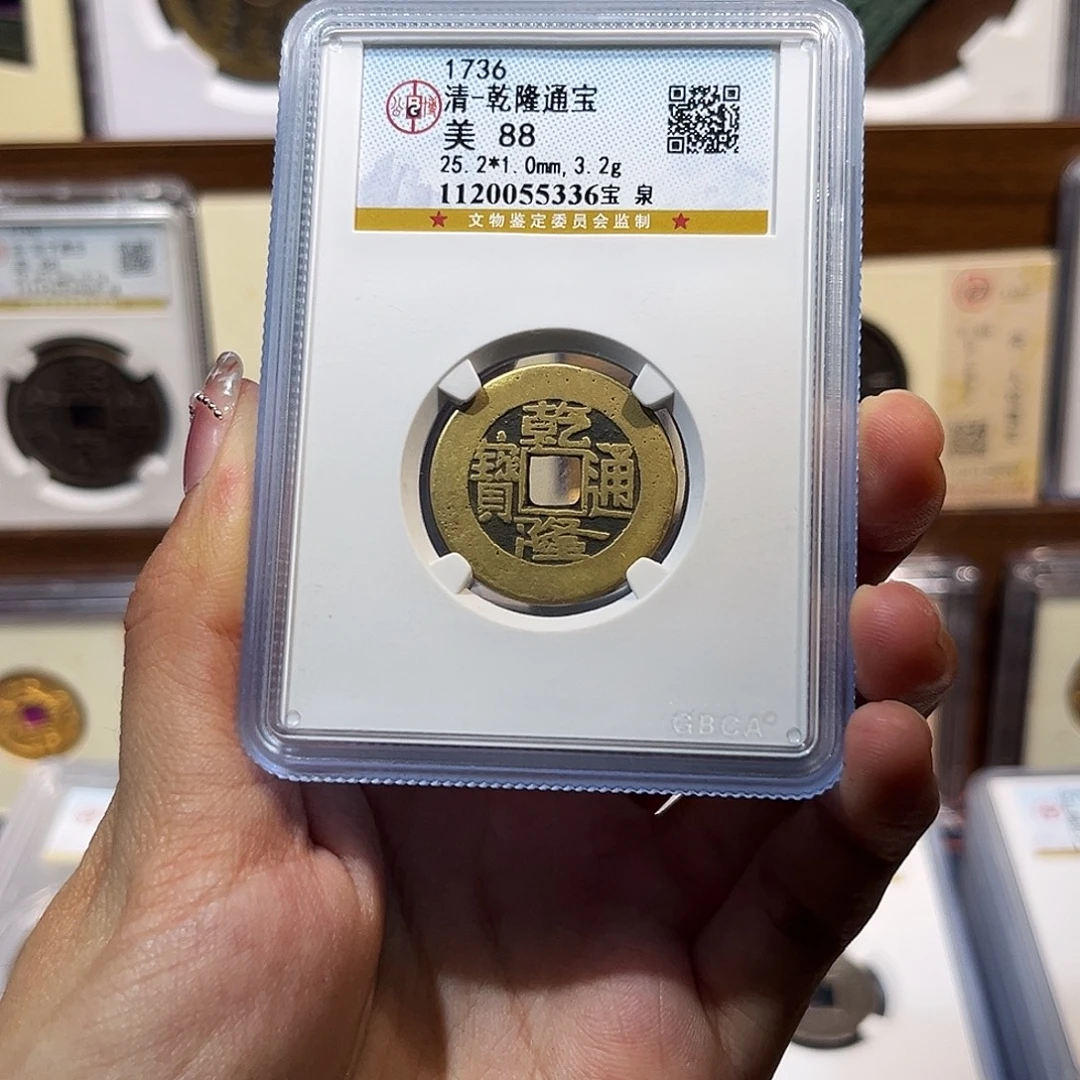 1736
清-乾隆通宝
美 88
25.2*1.0mm,3.2g
1120055336宝 泉
★ 文物鉴定委员会监制 ★
乾隆通寶
GBCA